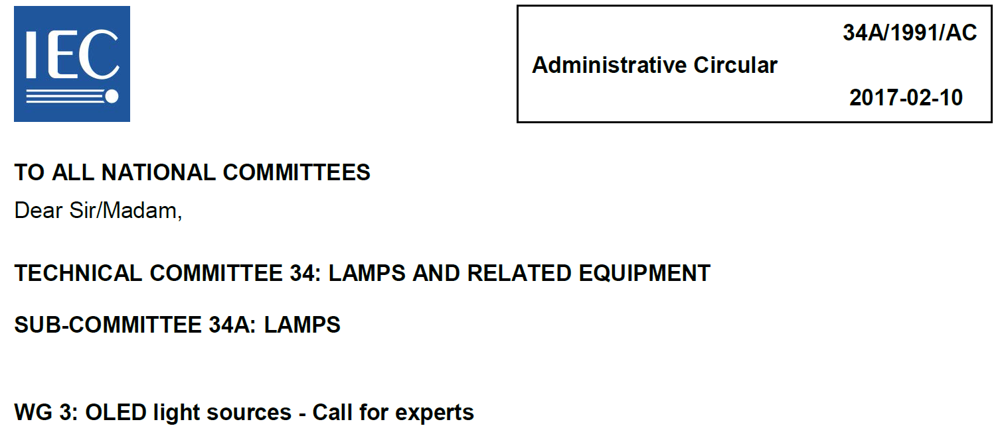 IEC
34A/1991/AC
Administrative Circular
2017-02-10
TO ALL NATIONAL COMMITTEES
Dear Sir/Madam,
TECHNICAL COMMITTEE 34: LAMPS AND RELATED EQUIPMENT
SUB-COMMITTEE 34A: LAMPS
WG 3: OLED light sources - Call for experts